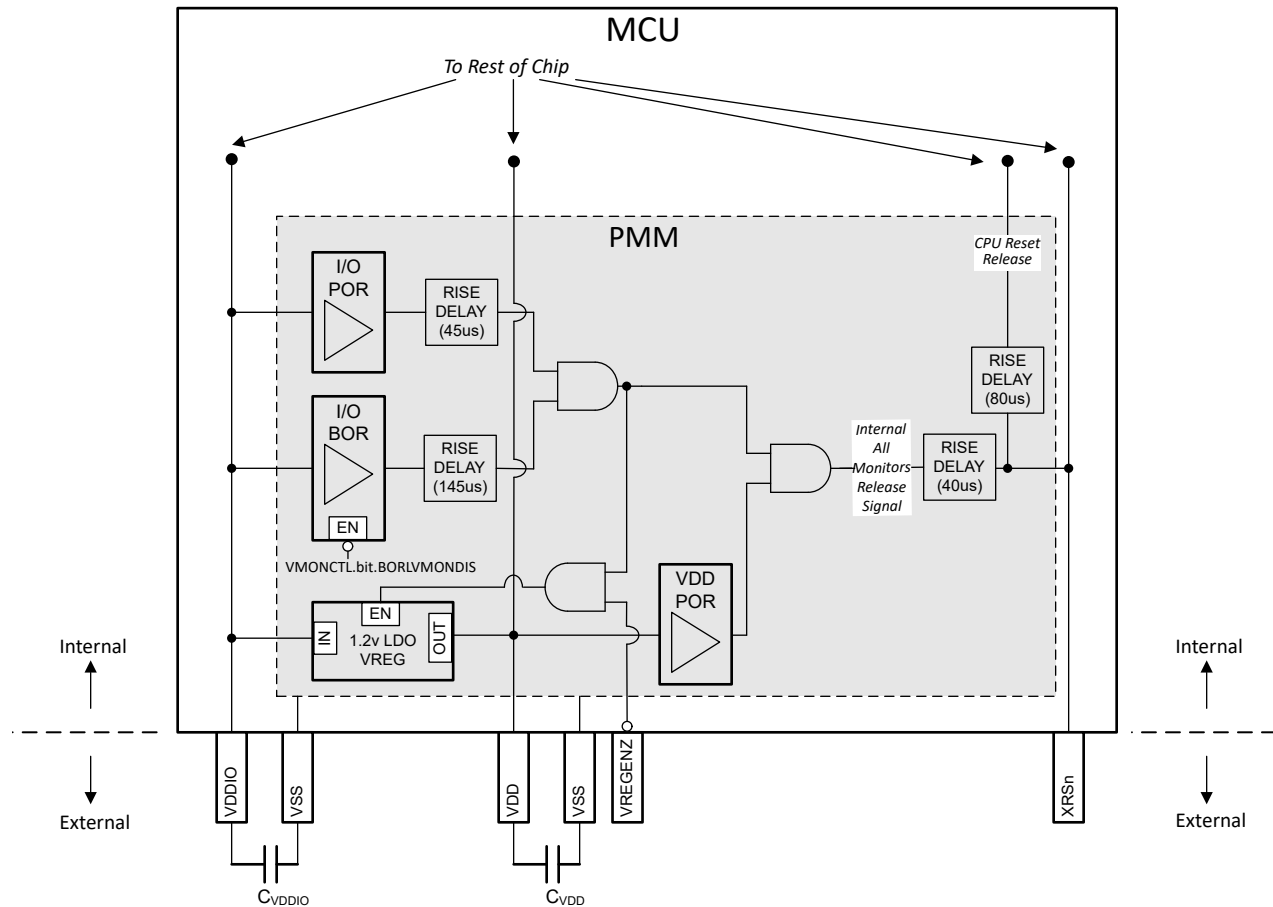 MCU
To Rest of Chip
PMM
CPU Reset
Release
I/O
POR
RISE
DELAY
(45us)
RISE
DELAY
(80us)
I/O
BOR
EN
RISE
DELAY
(145us)
Internal
All
Monitors
Release
Signal
RISE
DELAY
(40us)
VMONCTL.bit.BORLVMONDIS
VDD
POR
EN
IN
1.2v LDO
VREG
OUT
Internal
External
Internal
External
VDDIO
VSS
VDD
VSS
VREGENZ
XRSn
CVDDIO
CVDD